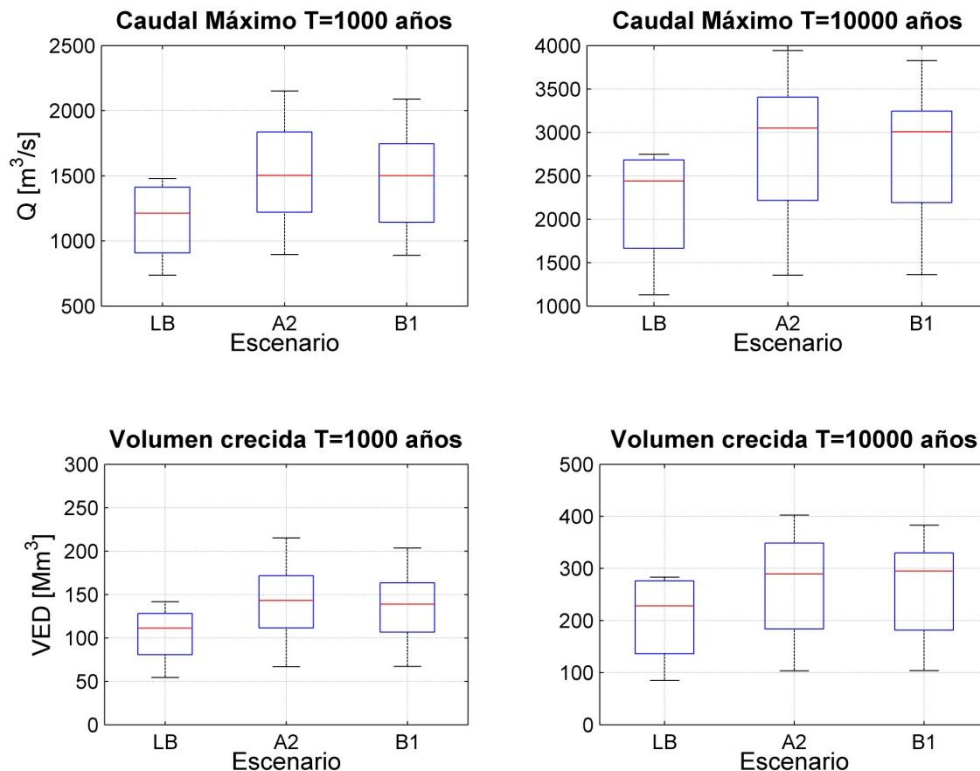 Caudal Máximo T=1000 años
2500
2000
1500
1000
500
Q [m³/s]
LB A2 B1
Escenario
Caudal Máximo T=10000 años
4000
3500
3000
2500
2000
1500
1000
LB A2 B1
Escenario
Volumen crecida T=1000 años
300
250
200
150
100
50
0
VED [Mm³]
LB A2 B1
Escenario
Volumen crecida T=10000 años
500
400
300
200
100
0
LB A2 B1
Escenario